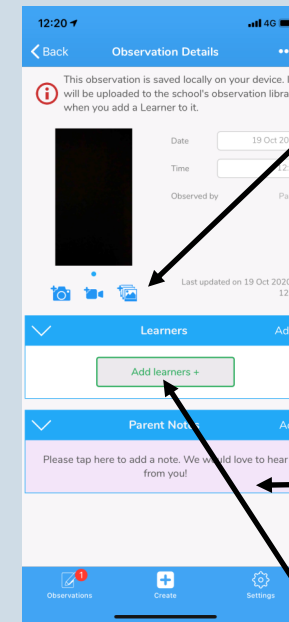 12:20
4G
Back
Observation Details
This observation is saved locally on your device.
will be uploaded to the school's observation
when you add a Learner to it.
Date
19 Oct
Time
Observed by
Last updated on 19 Oct 2020
Learners
Add learners +
Parent Notes
Please tap here to add a note. We would love to hear
from you!
1
Observations
Create
Settings